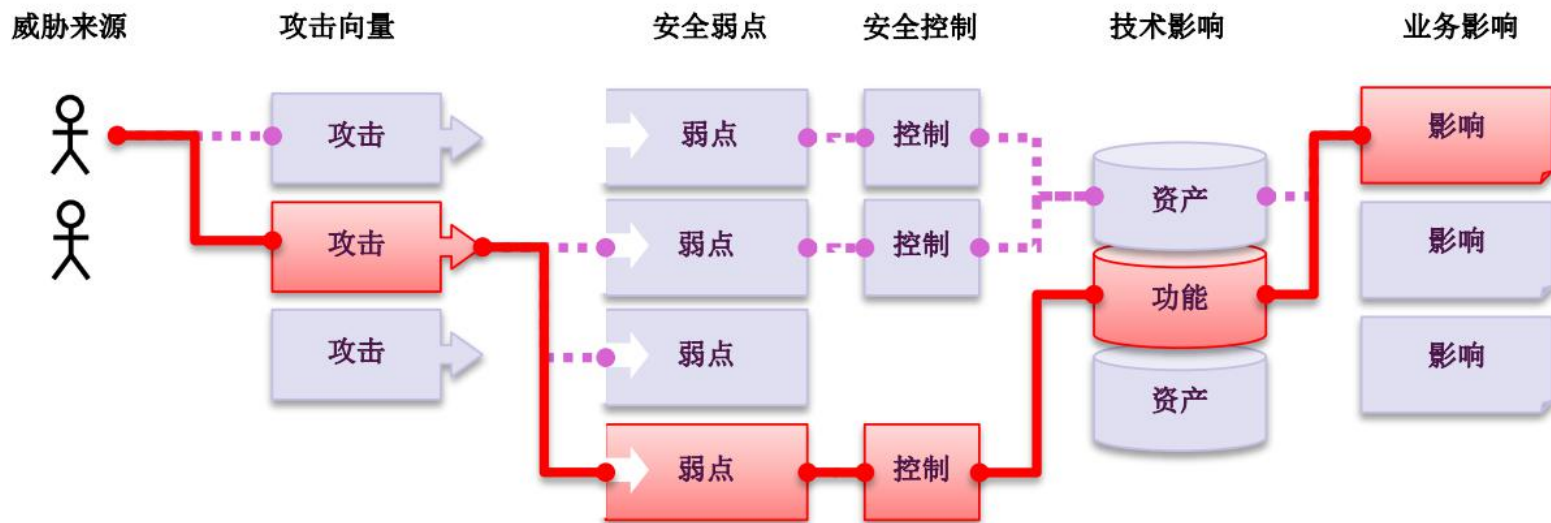 威胁来源 攻击向量 安全弱点 安全控制 技术影响 业务影响
攻击 弱点 控制 影响
资产
攻击 弱点 控制 影响
功能
攻击 弱点 影响
资产
弱点 控制